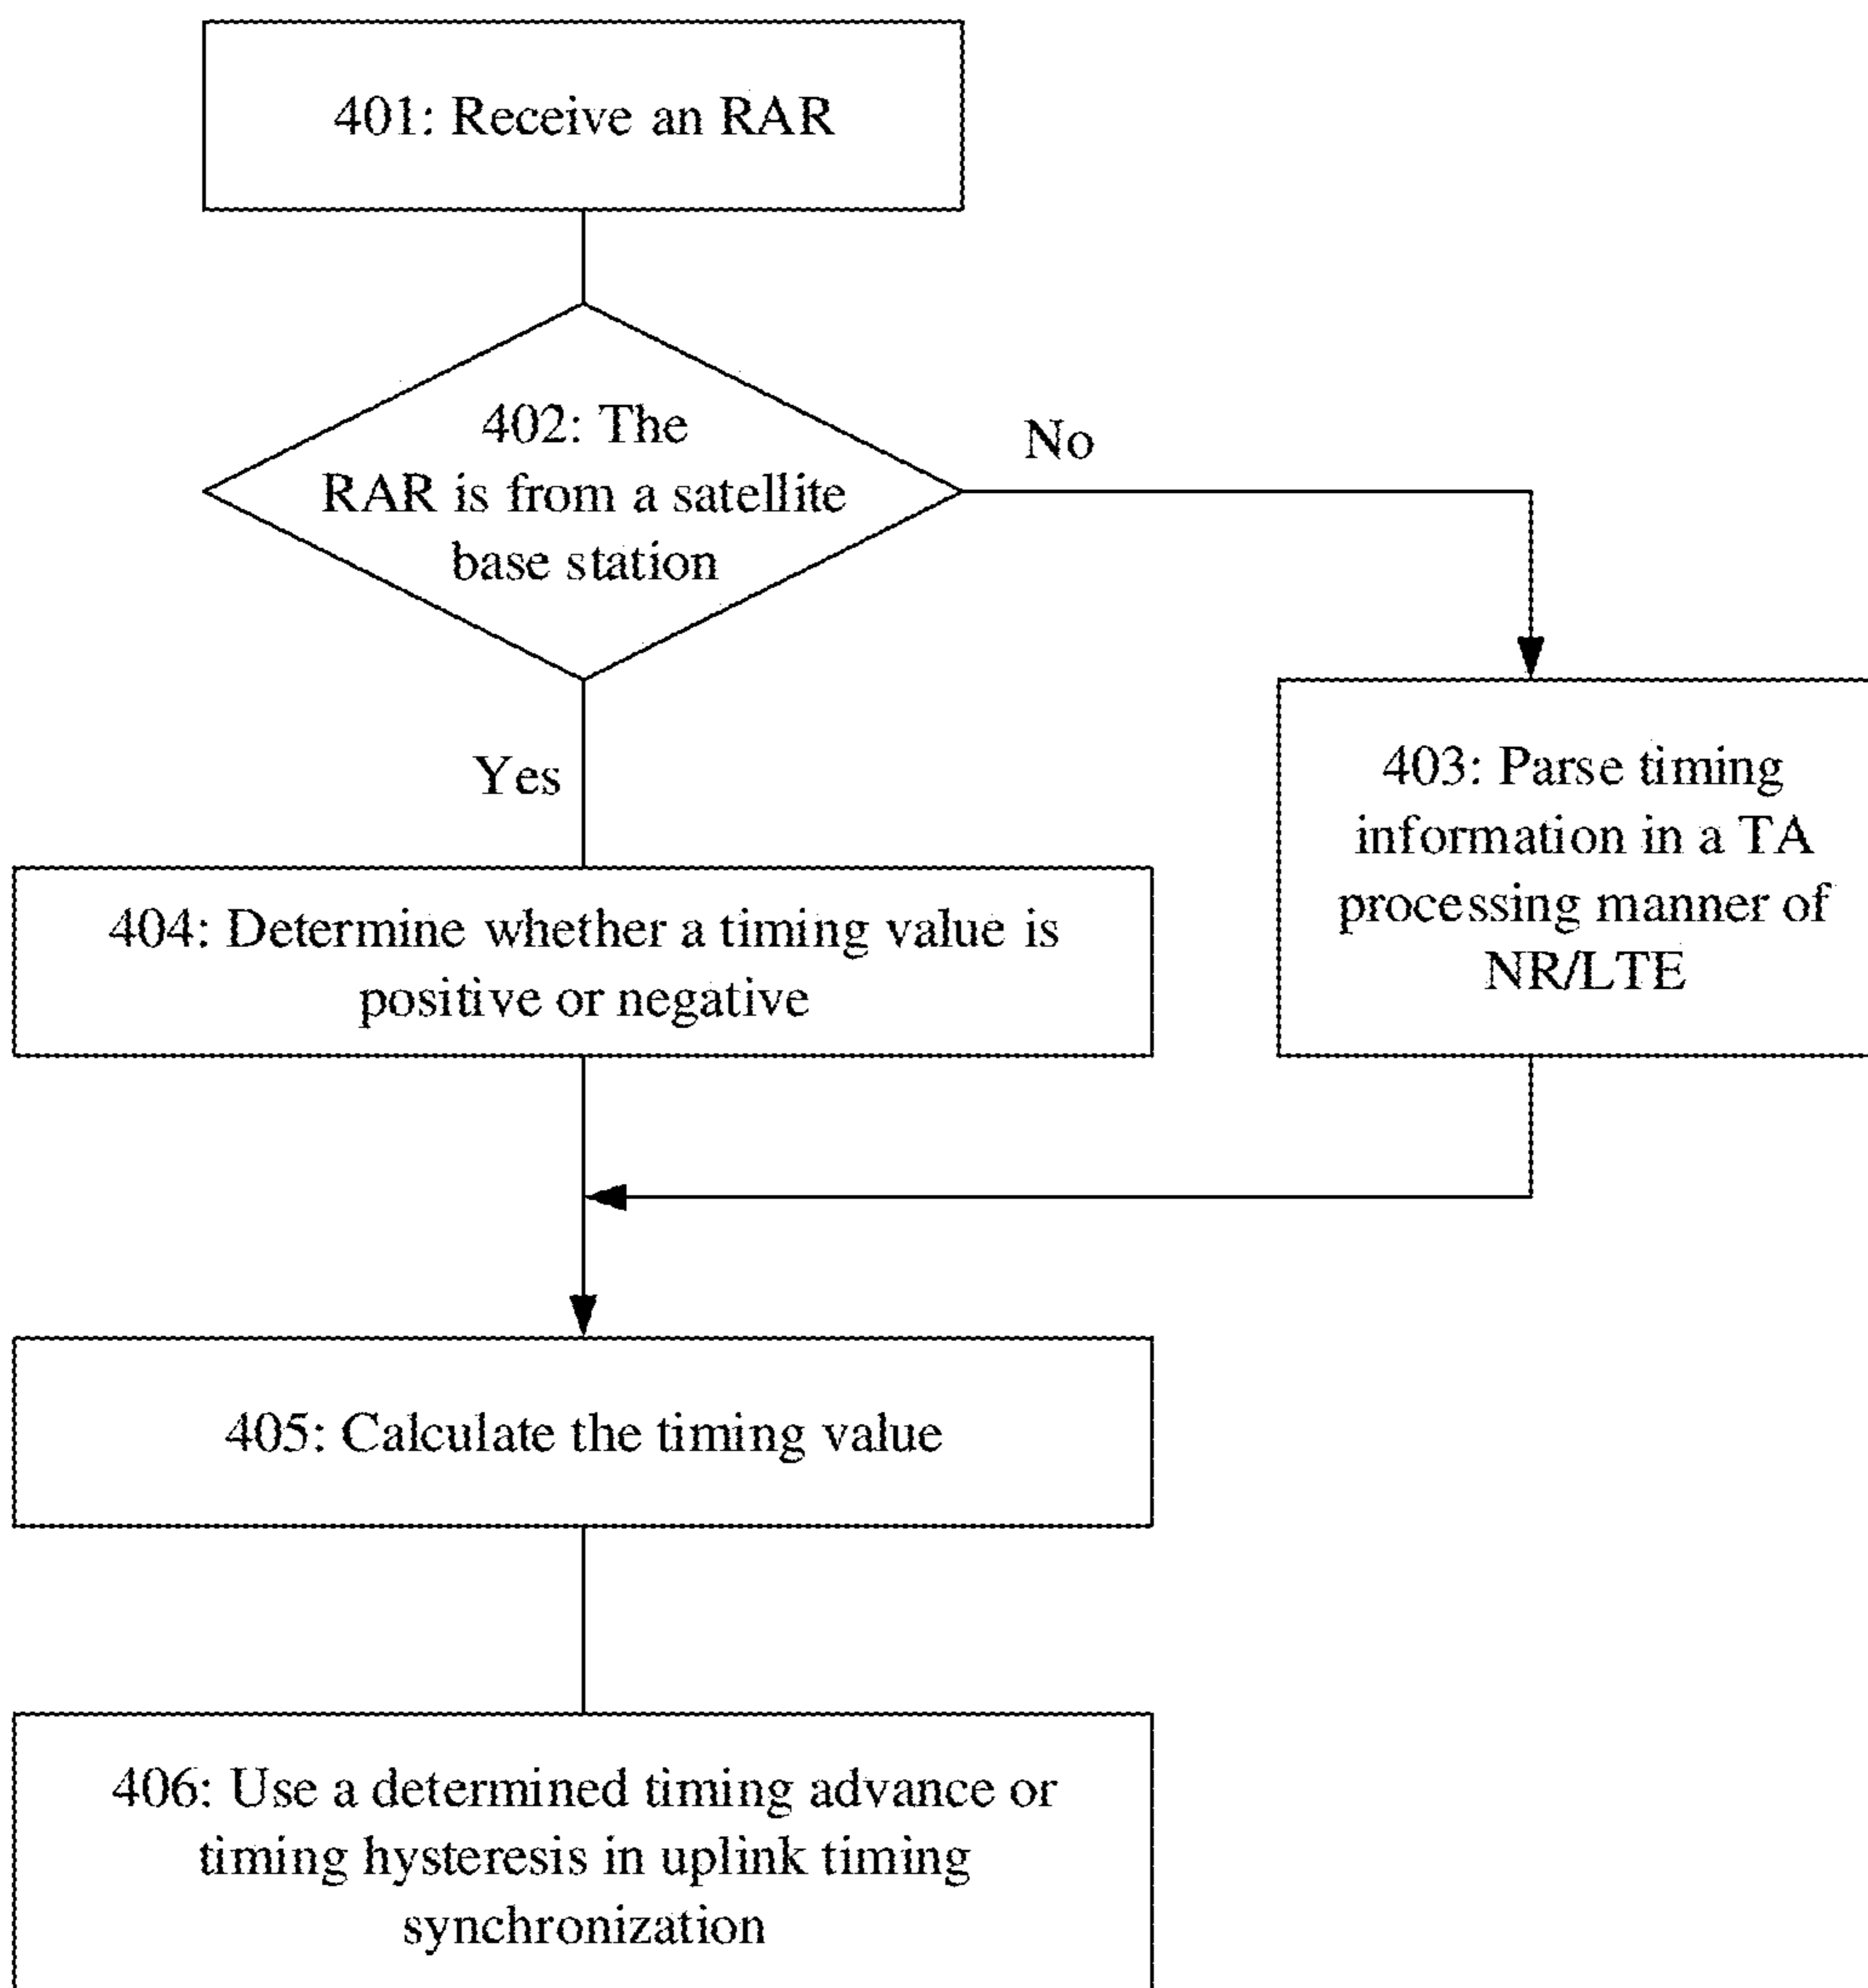 401: Receive an RAR
402: The
RAR is from a satellite
base station
No
Yes
403: Parse timing
information in a TA
processing manner of
NR/LTE
404: Determine whether a timing value is
positive or negative
405: Calculate the timing value
406: Use a determined timing advance or
timing hysteresis in uplink timing
synchronization